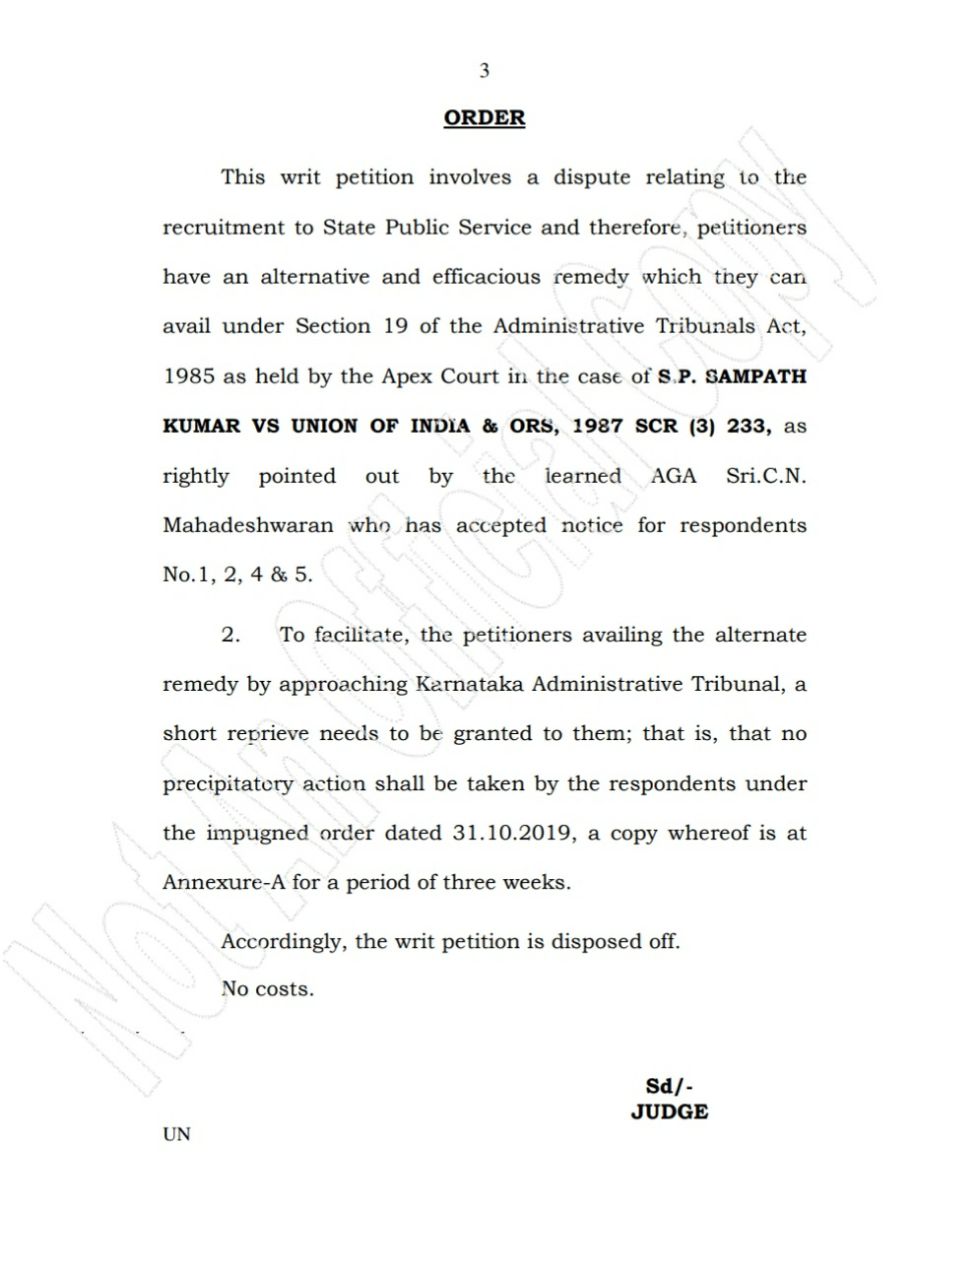 3
ORDER
This writ petition involves a dispute relating to the
recruitment to State Public Service and therefore, petitioners
have an alternative and efficacious remedy which they can
avail under Section 19 of the Administrative Tribunals Act,
1985 as held by the Apex Court in the case of S.P. SAMPATH
KUMAR VS UNION OF INDIA & ORS, 1987 SCR (3) 233, as
rightly pointed out by the learned AGA Sri.C.N.
Mahadeshwaran who has accepted notice for respondents
No.1, 2, 4 & 5.
2. To facilitate, the petitioners availing the alternate
remedy by approaching Karnataka Administrative Tribunal, a
short reprieve needs to be granted to them; that is, that no
precipitatory action shall be taken by the respondents under
the impugned order dated 31.10.2019, a copy whereof is at
Annexure-A for a period of three weeks.
Accordingly, the writ petition is disposed off.
No costs.
Sd/-
JUDGE
UN
Not An Official Copy